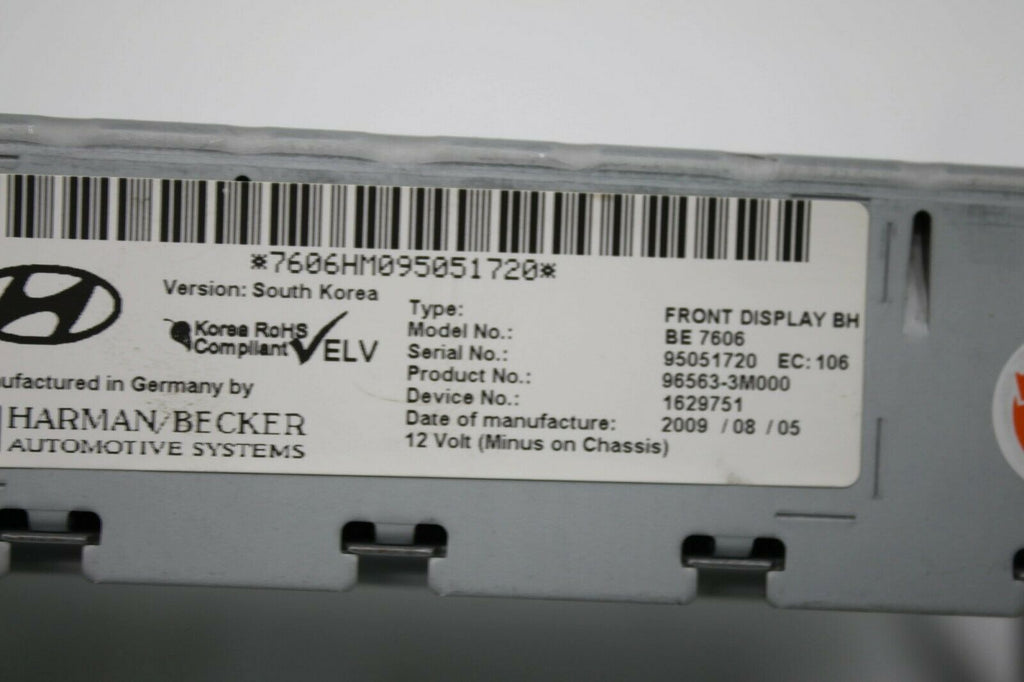 *7606HM095051720*
Version: South Korea
Korea RoHS
Compliant
ELV
ufactured in Germany by
HARMAN/BECKER
AUTOMOTIVE SYSTEMS
Type: FRONT DISPLAY BH
Model No.: BE 7606
Serial No.: 95051720 EC: 106
Product No.: 96563-3M000
Device No.: 1629751
Date of manufacture: 2009 / 08 / 05
12 Volt (Minus on Chassis)